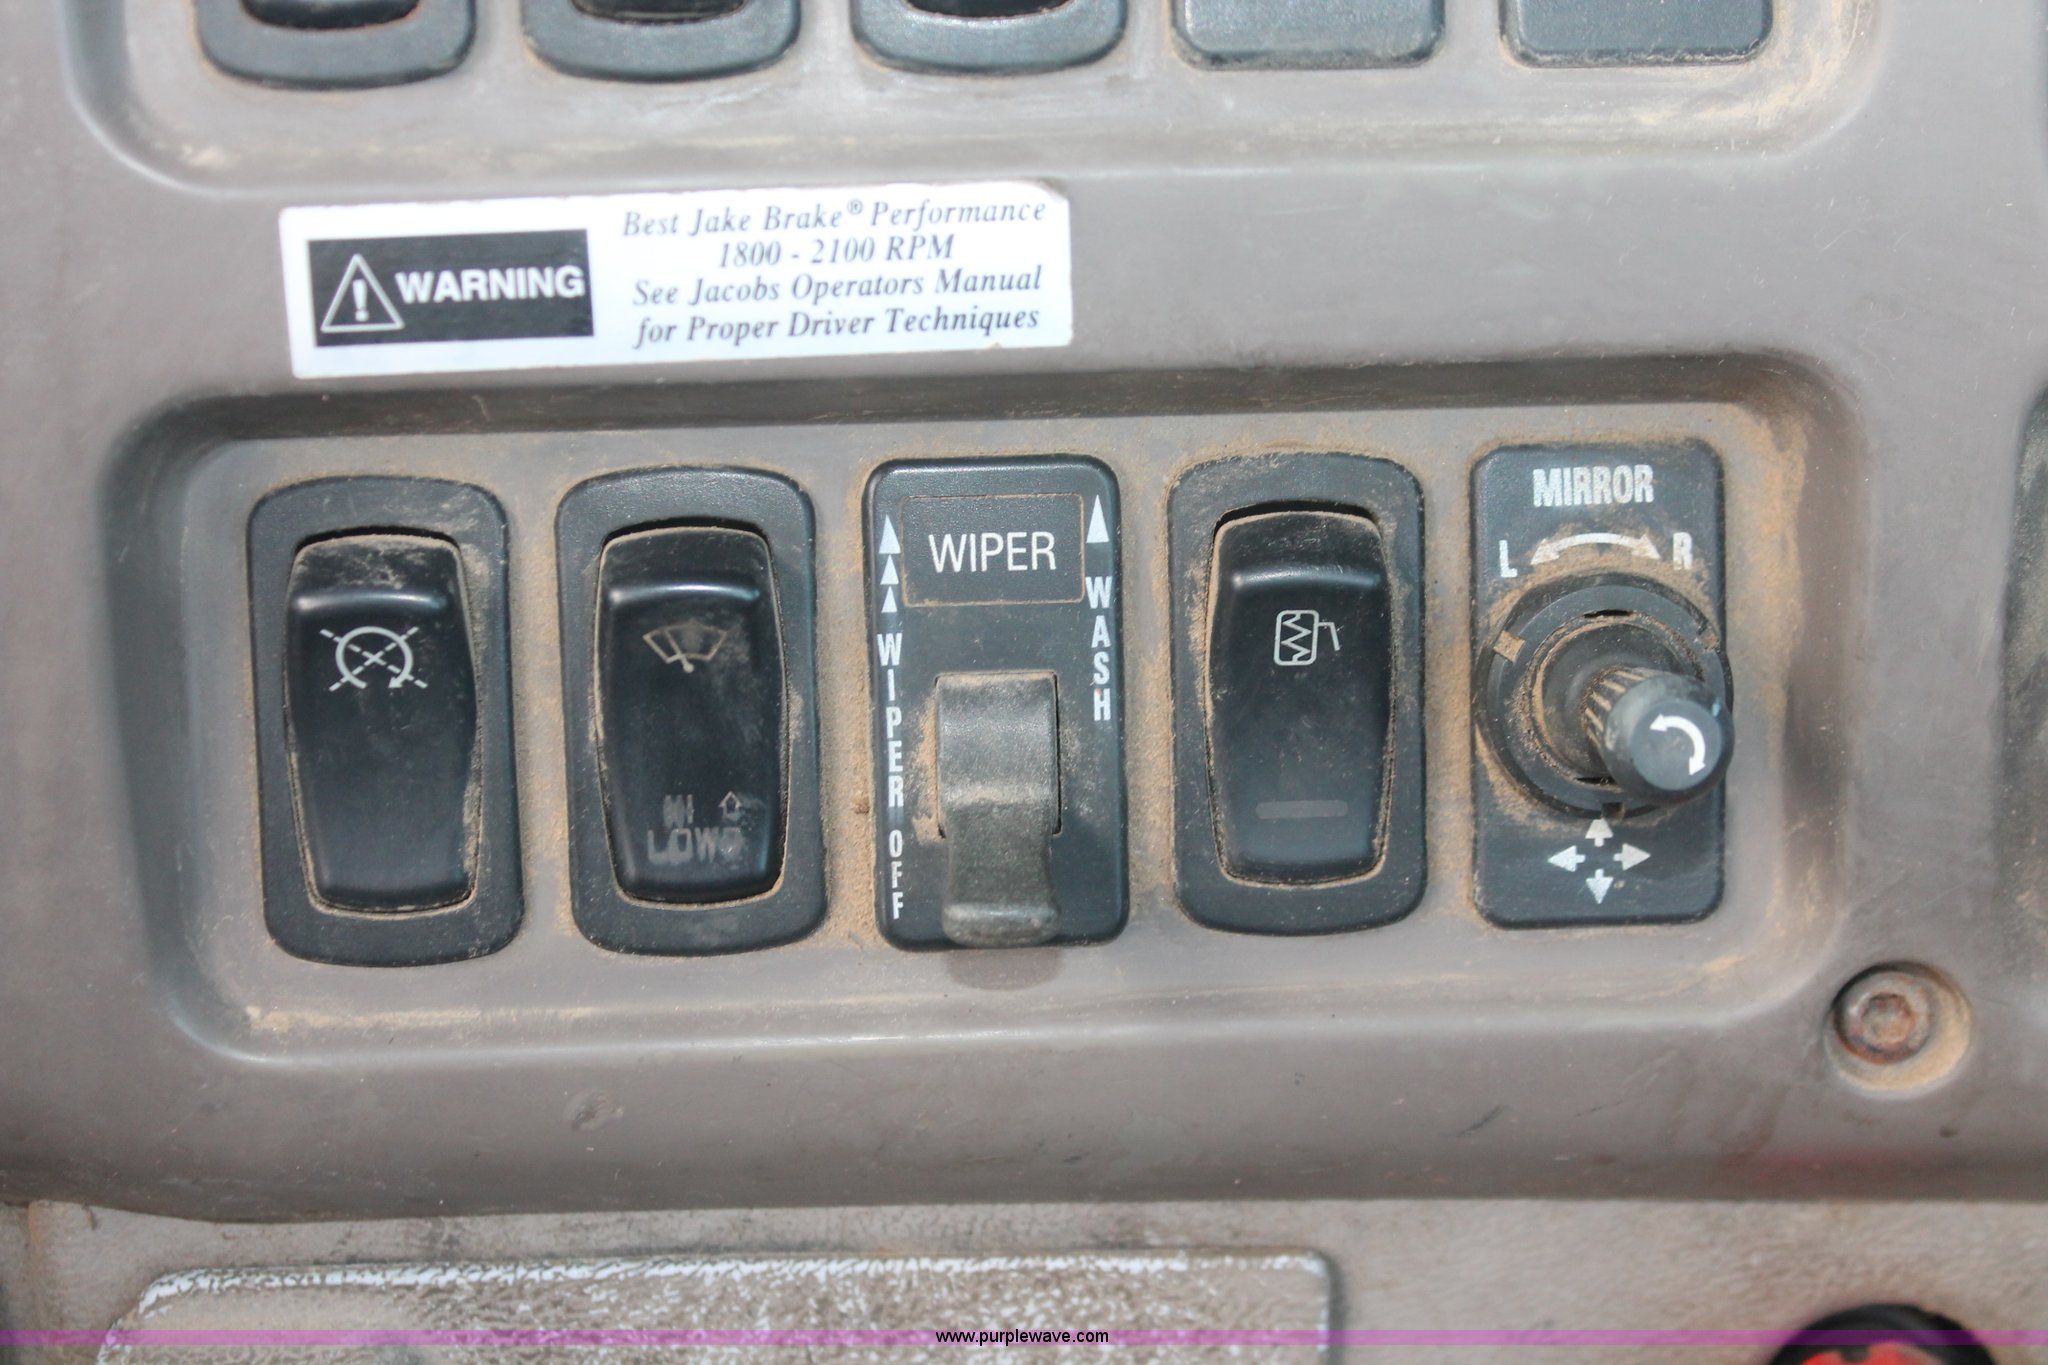 WARNING
Best Jake Brake® Performance
1800 - 2100 RPM
See Jacobs Operators Manual
for Proper Driver Techniques
WIPER
WIPER OFF
WASH
LOW
MIRROR
L R
www.purplewave.com